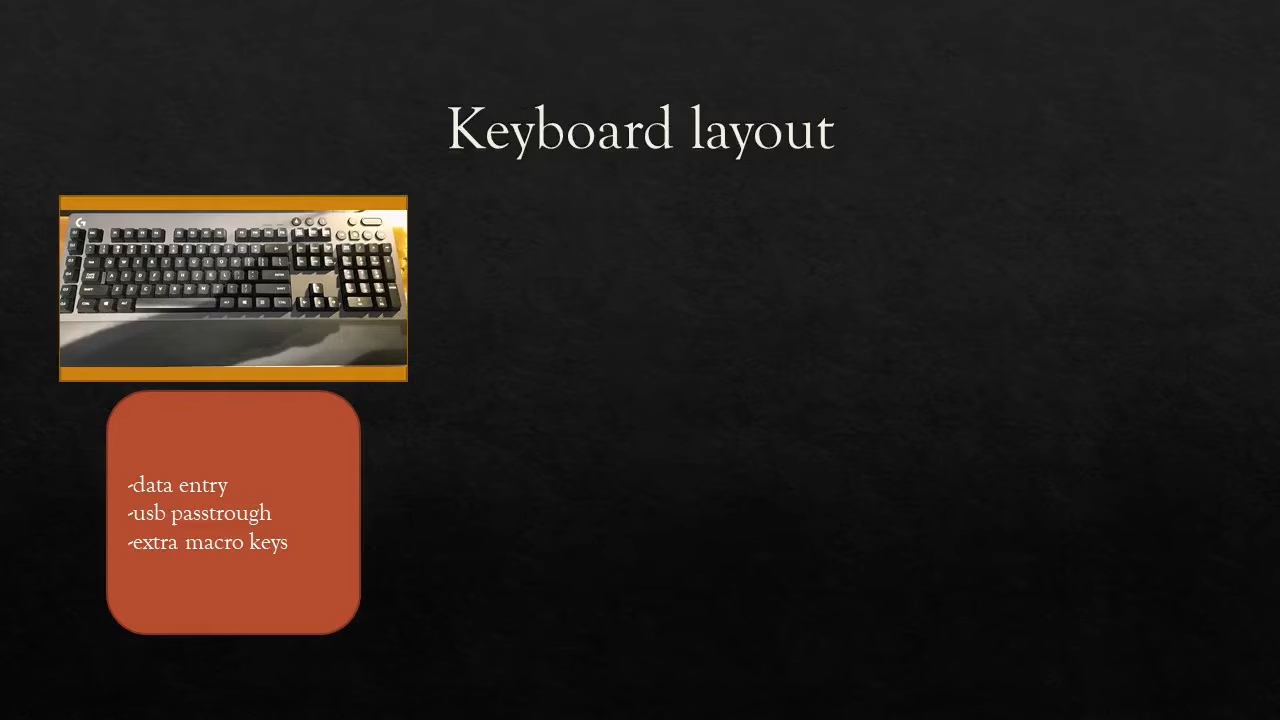 Keyboard layout
G
-data entry
-usb passtrough
-extra macro keys